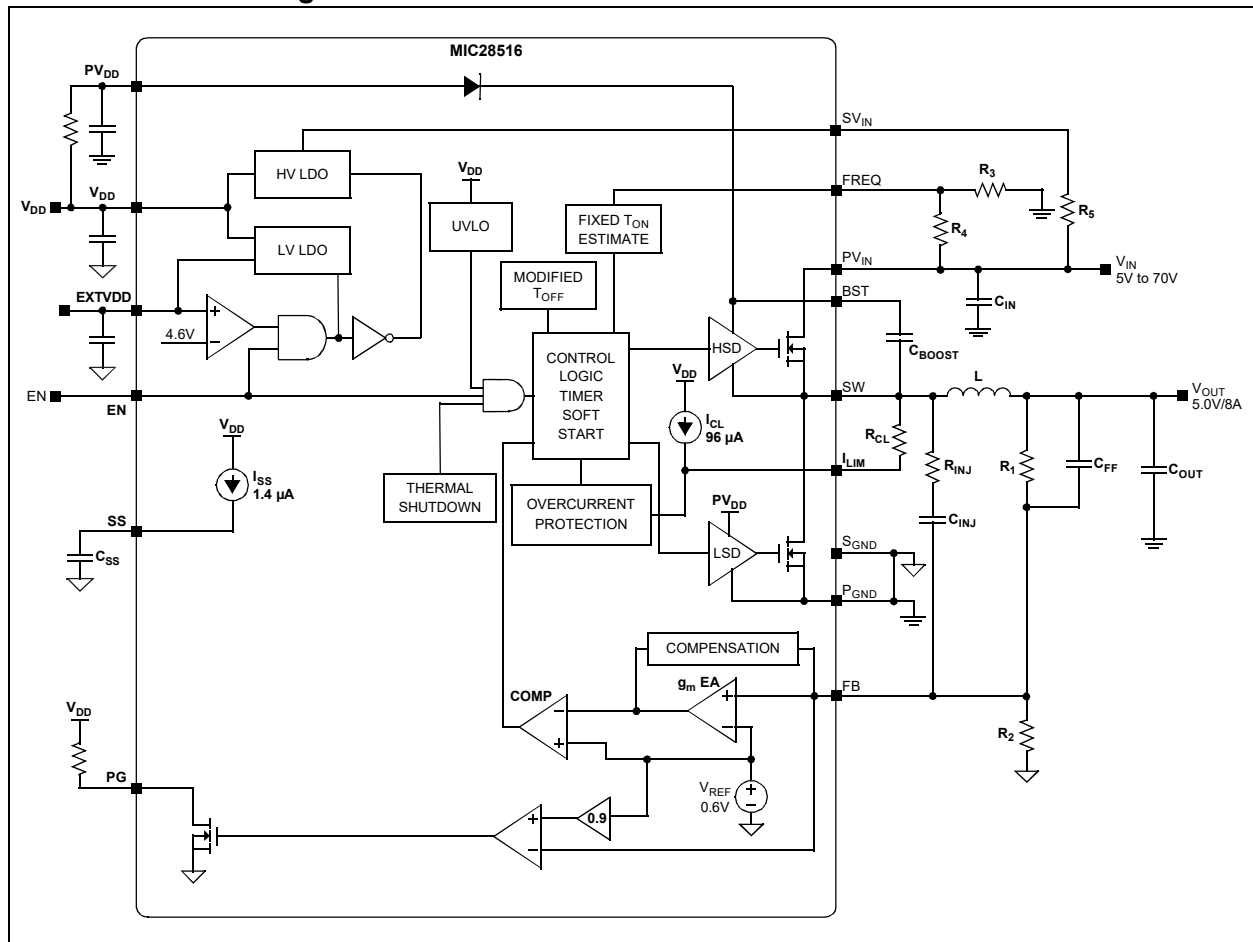 MIC28516
PVDD
SVIN
HV LDO
VDD
FREQ
R3
VDD
VDD
UVLO
FIXED TON
ESTIMATE
R4
R5
LV LDO
MODIFIED
TOFF
PVIN
VIN
5V to 70V
EXTVDD
BST
CIN
4.6V
HSD
CBOOST
CONTROL
LOGIC
TIMER
SOFT
START
VDD
SW
L
VOUT
5.0V/8A
EN
EN
ICL
96 µA
RCL
VDD
ILIM
RINJ
R1
CFF
COUT
ISS
1.4 µA
THERMAL
SHUTDOWN
OVERCURRENT
PROTECTION
PVDD
CINJ
SS
CSS
LSD
SGND
PGND
COMPENSATION
COMP
gm EA
FB
VDD
R2
PG
VREF
0.6V
0.9